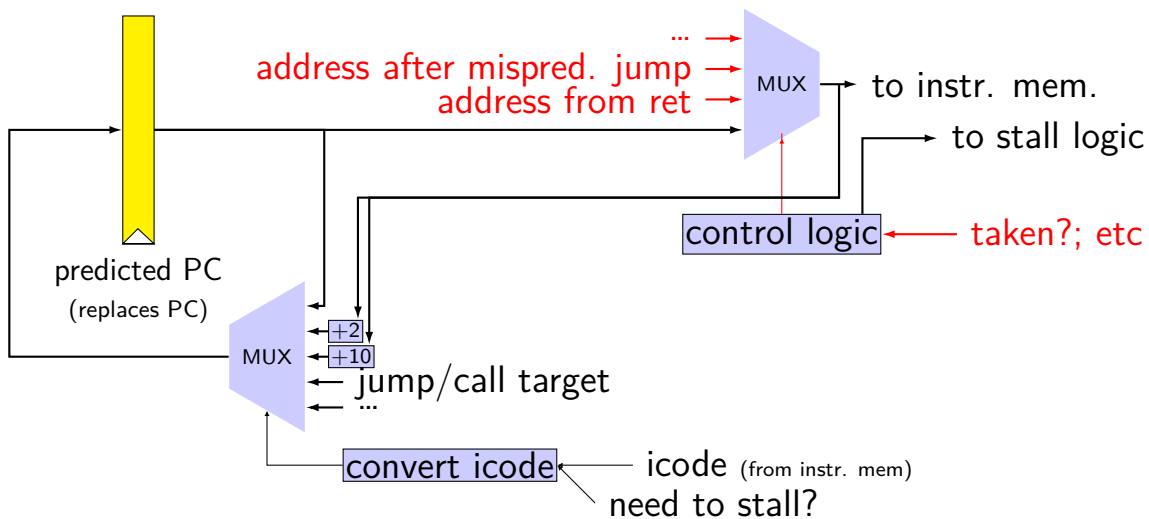 ...
address after mispred. jump
address from ret
MUX
to instr. mem.
to stall logic
control logic
taken?; etc
predicted PC
(replaces PC)
MUX
+2
+10
jump/call target
...
convert icode
icode (from instr. mem)
need to stall?